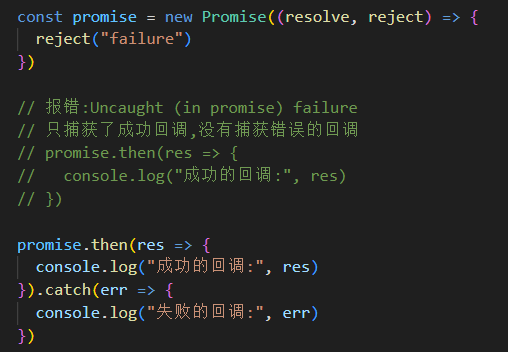 const promise = new Promise((resolve, reject) => {
  reject("failure")
})

// 报错:Uncaught (in promise) failure
// 只捕获了成功回调,没有捕获错误的回调
// promise.then(res => {
//   console.log("成功的回调:", res)
// })

promise.then(res => {
  console.log("成功的回调:", res)
}).catch(err => {
  console.log("失败的回调:", err)
})